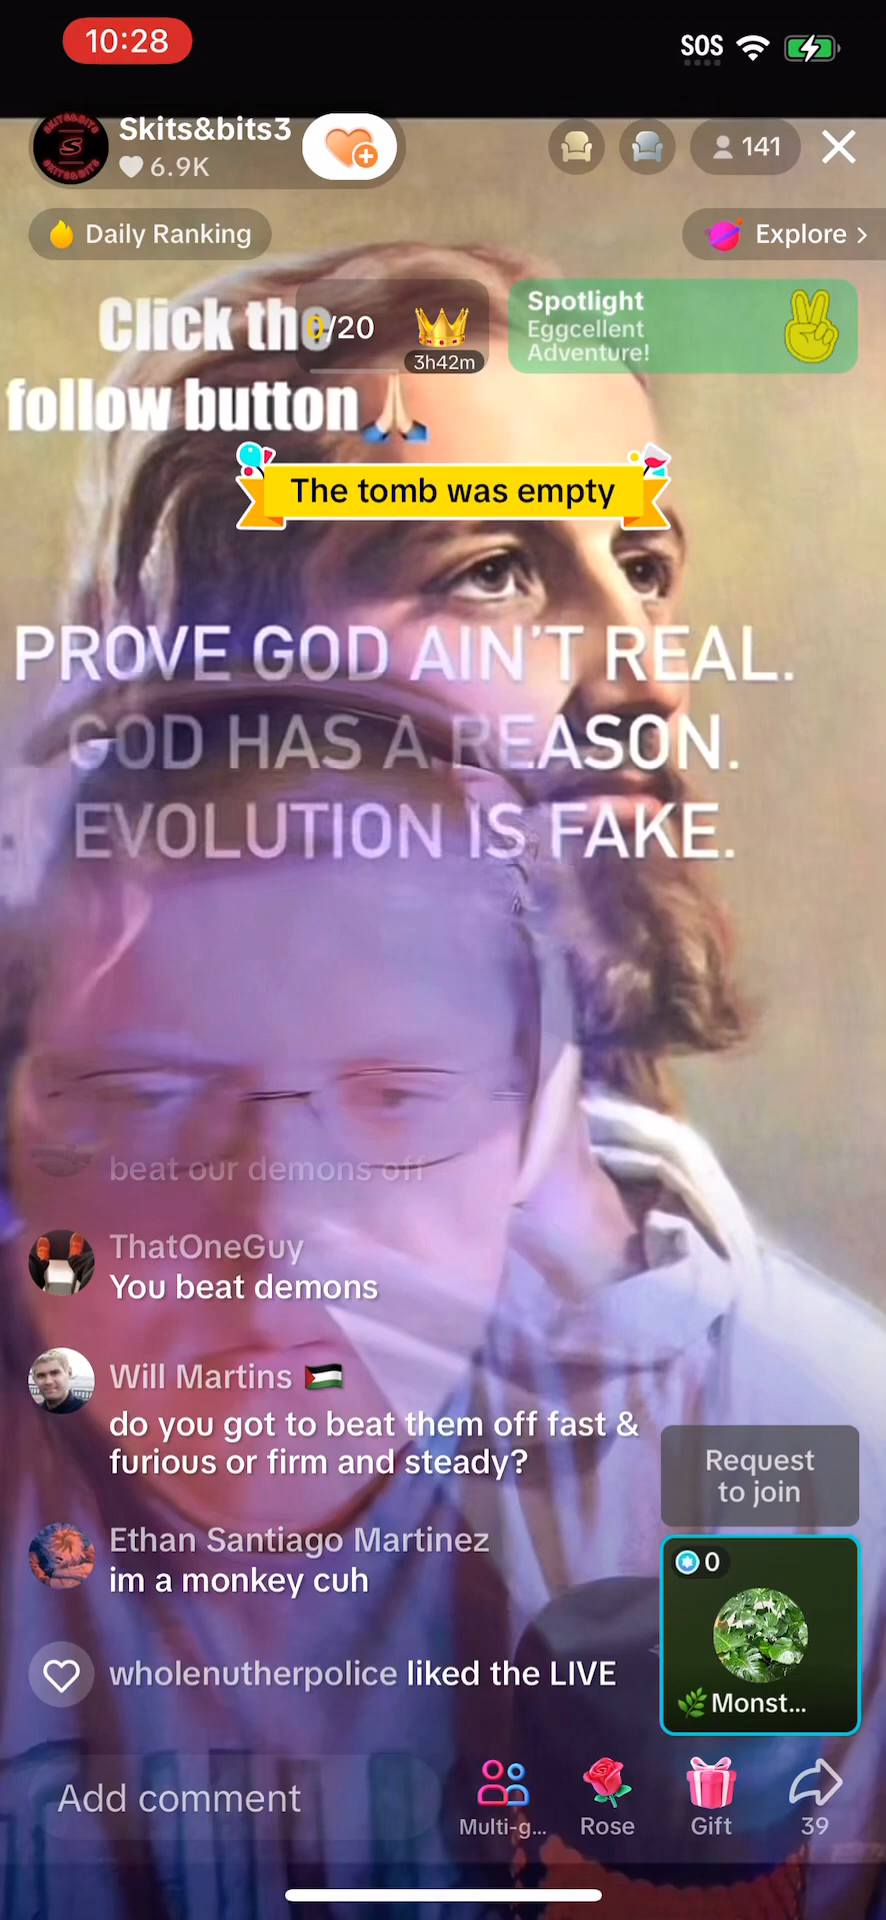 10:28
SOS
Skits&bits3
6.9K
141
Daily Ranking
Explore >
Click the
follow button🙏🏻
0/20
3h42m
Spotlight
Eggcellent
Adventure!
The tomb was empty
PROVE GOD AIN'T REAL.
GOD HAS A REASON.
EVOLUTION IS FAKE.
beat our demons off
ThatOneGuy
You beat demons
Will Martins 🇵🇸
do you got to beat them off fast &
furious or firm and steady?
Ethan Santiago Martinez
im a monkey cuh
wholenutherpolice liked the LIVE
Request
to join
0
🌿Monst...
Add comment
Multi-g...
Rose
Gift
39